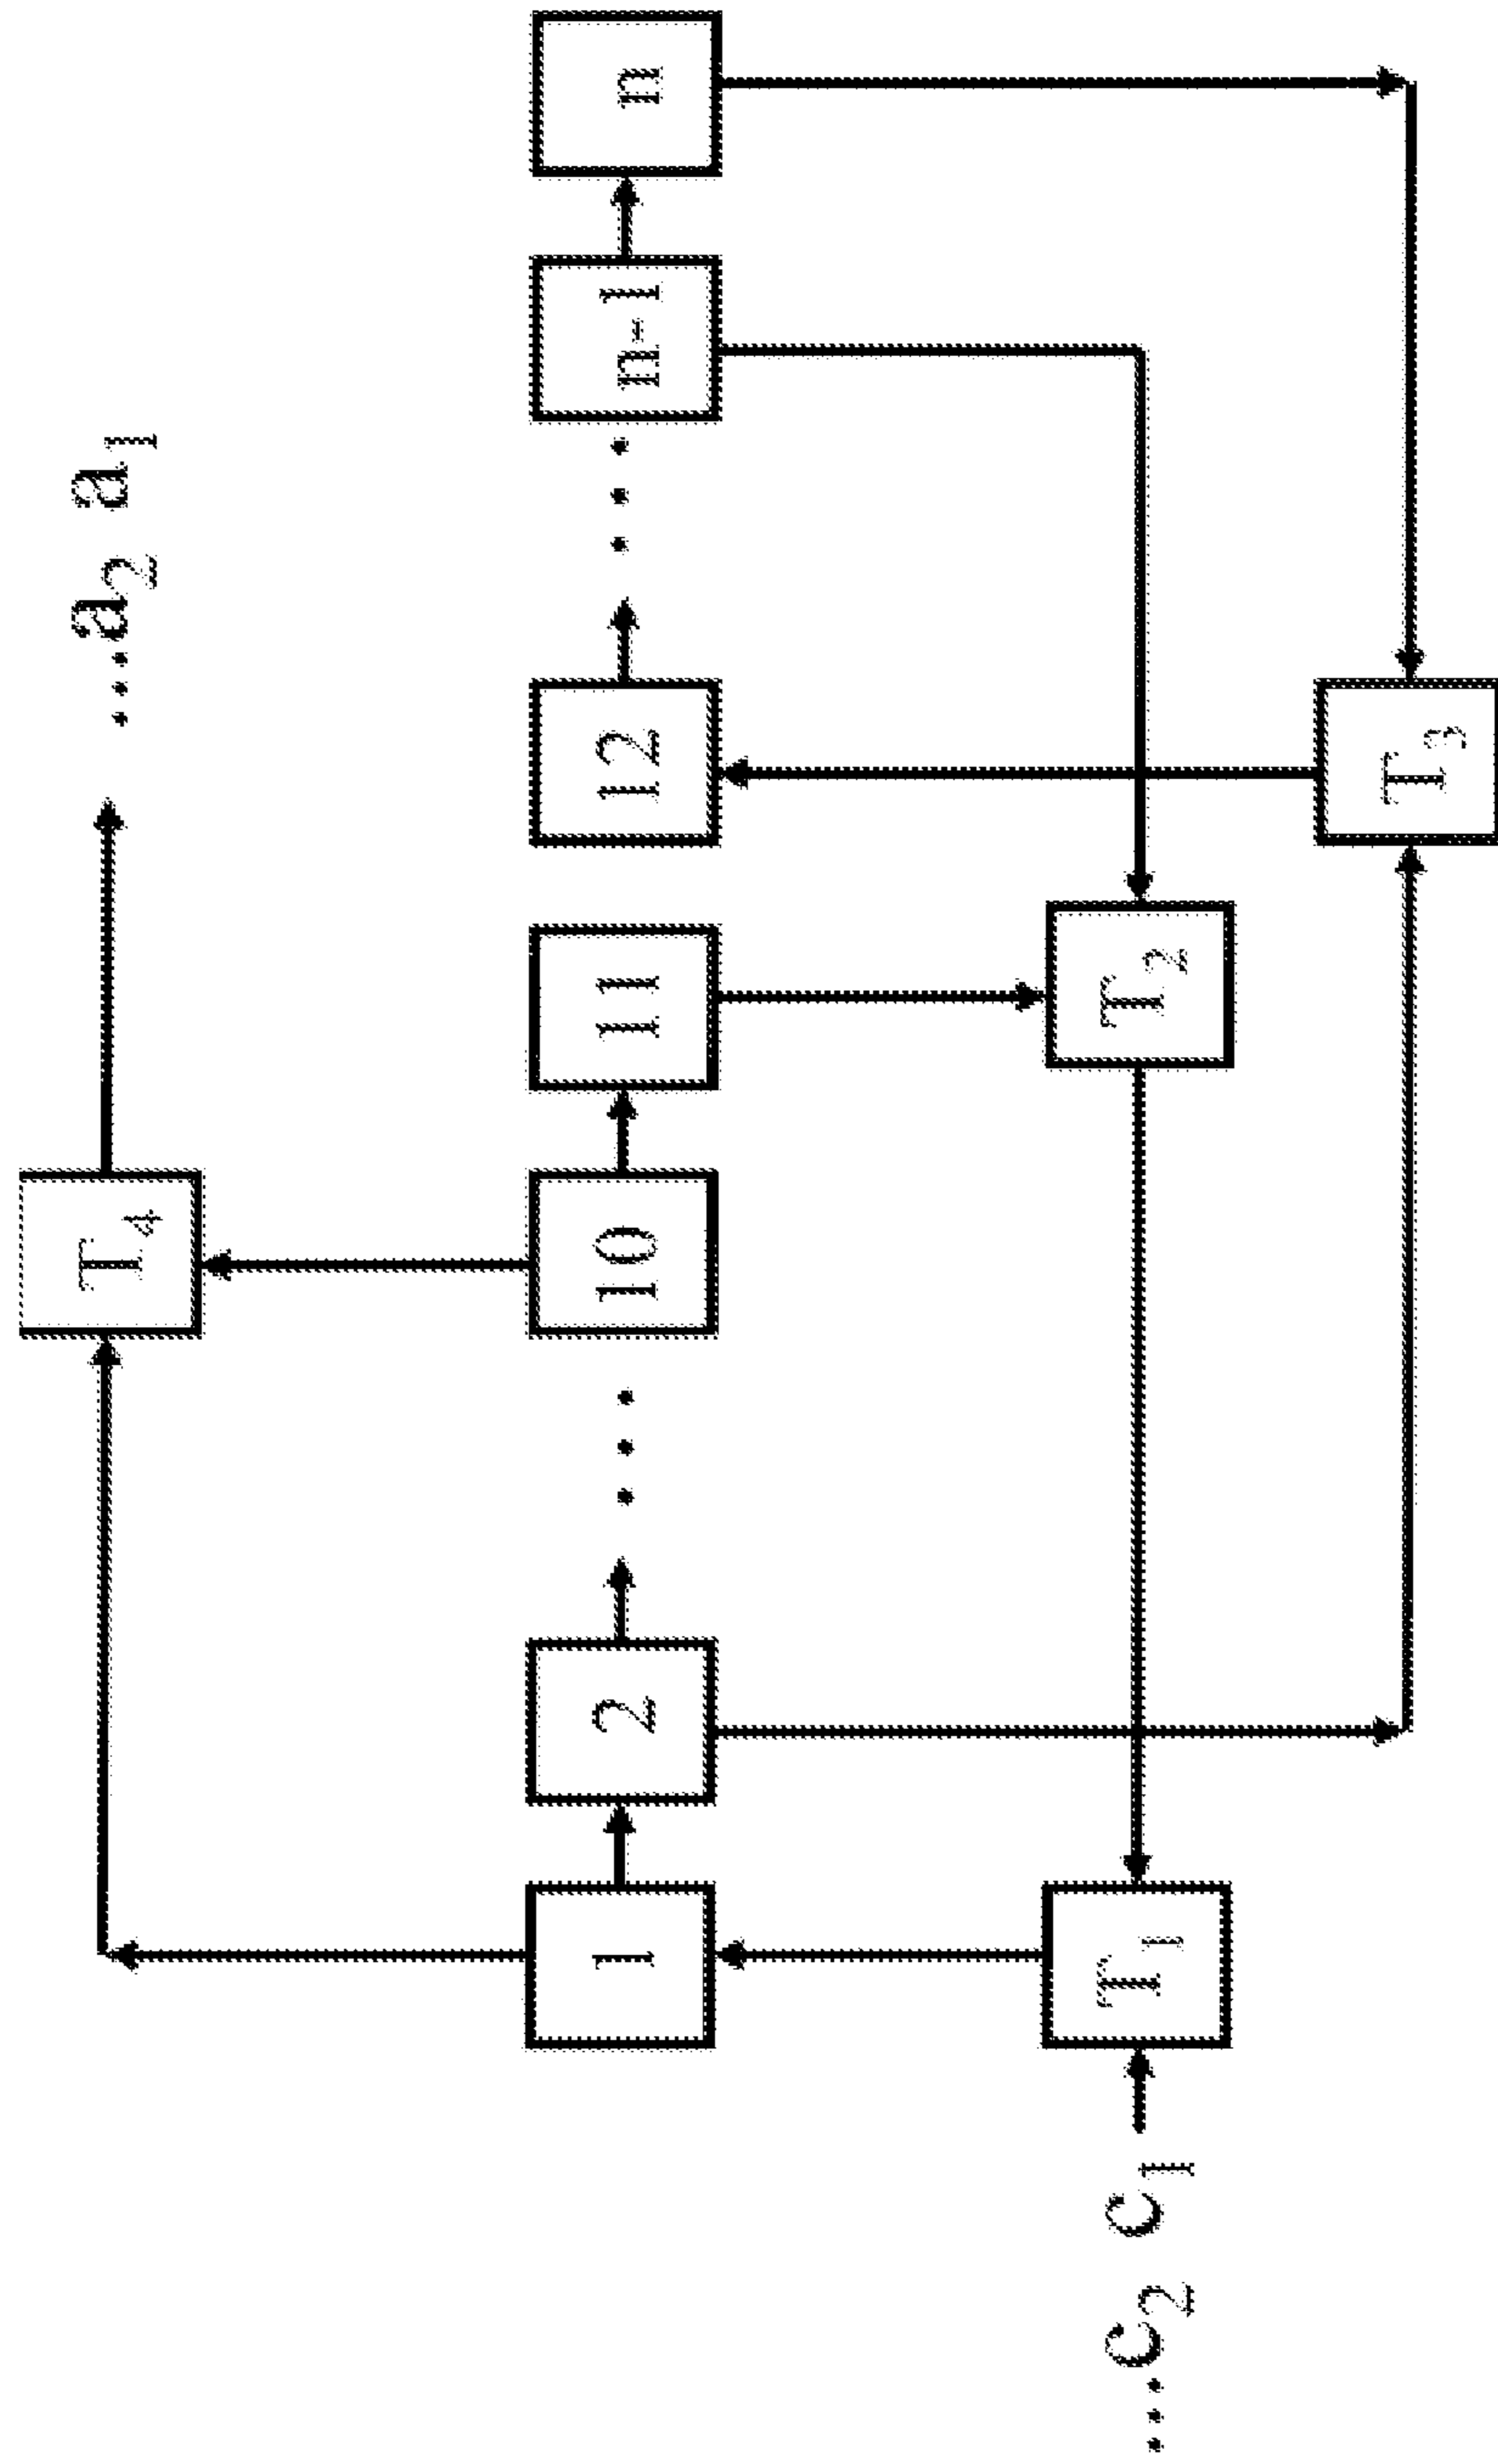 …a₂ a₁
T₄
1
2
10
11
12
n-1
n
T₁
T₂
T₃
…c₂ c₁